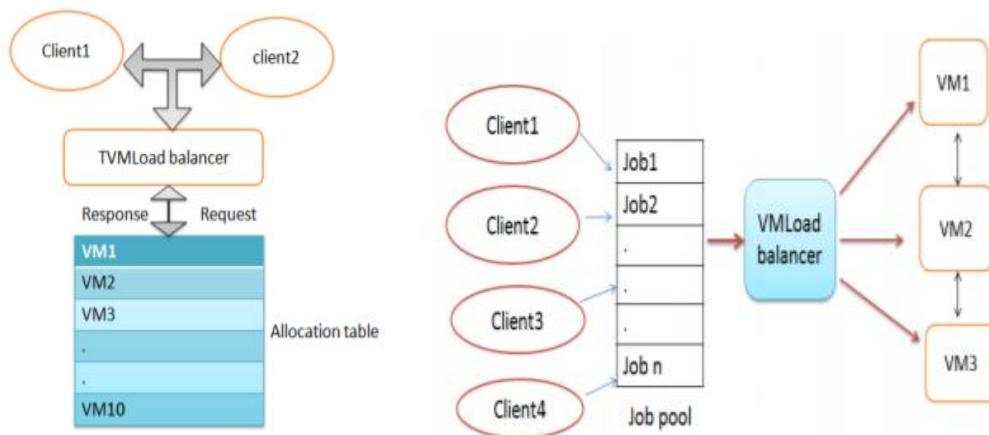 Client1
client2
TVMLoad balancer
Response
Request
VM1
VM2
VM3
.
.
VM10
Allocation table
Client1
Client2
Client3
Client4
Job1
Job2
.
.
.
Job n
Job pool
VMLoad
balancer
VM1
VM2
VM3